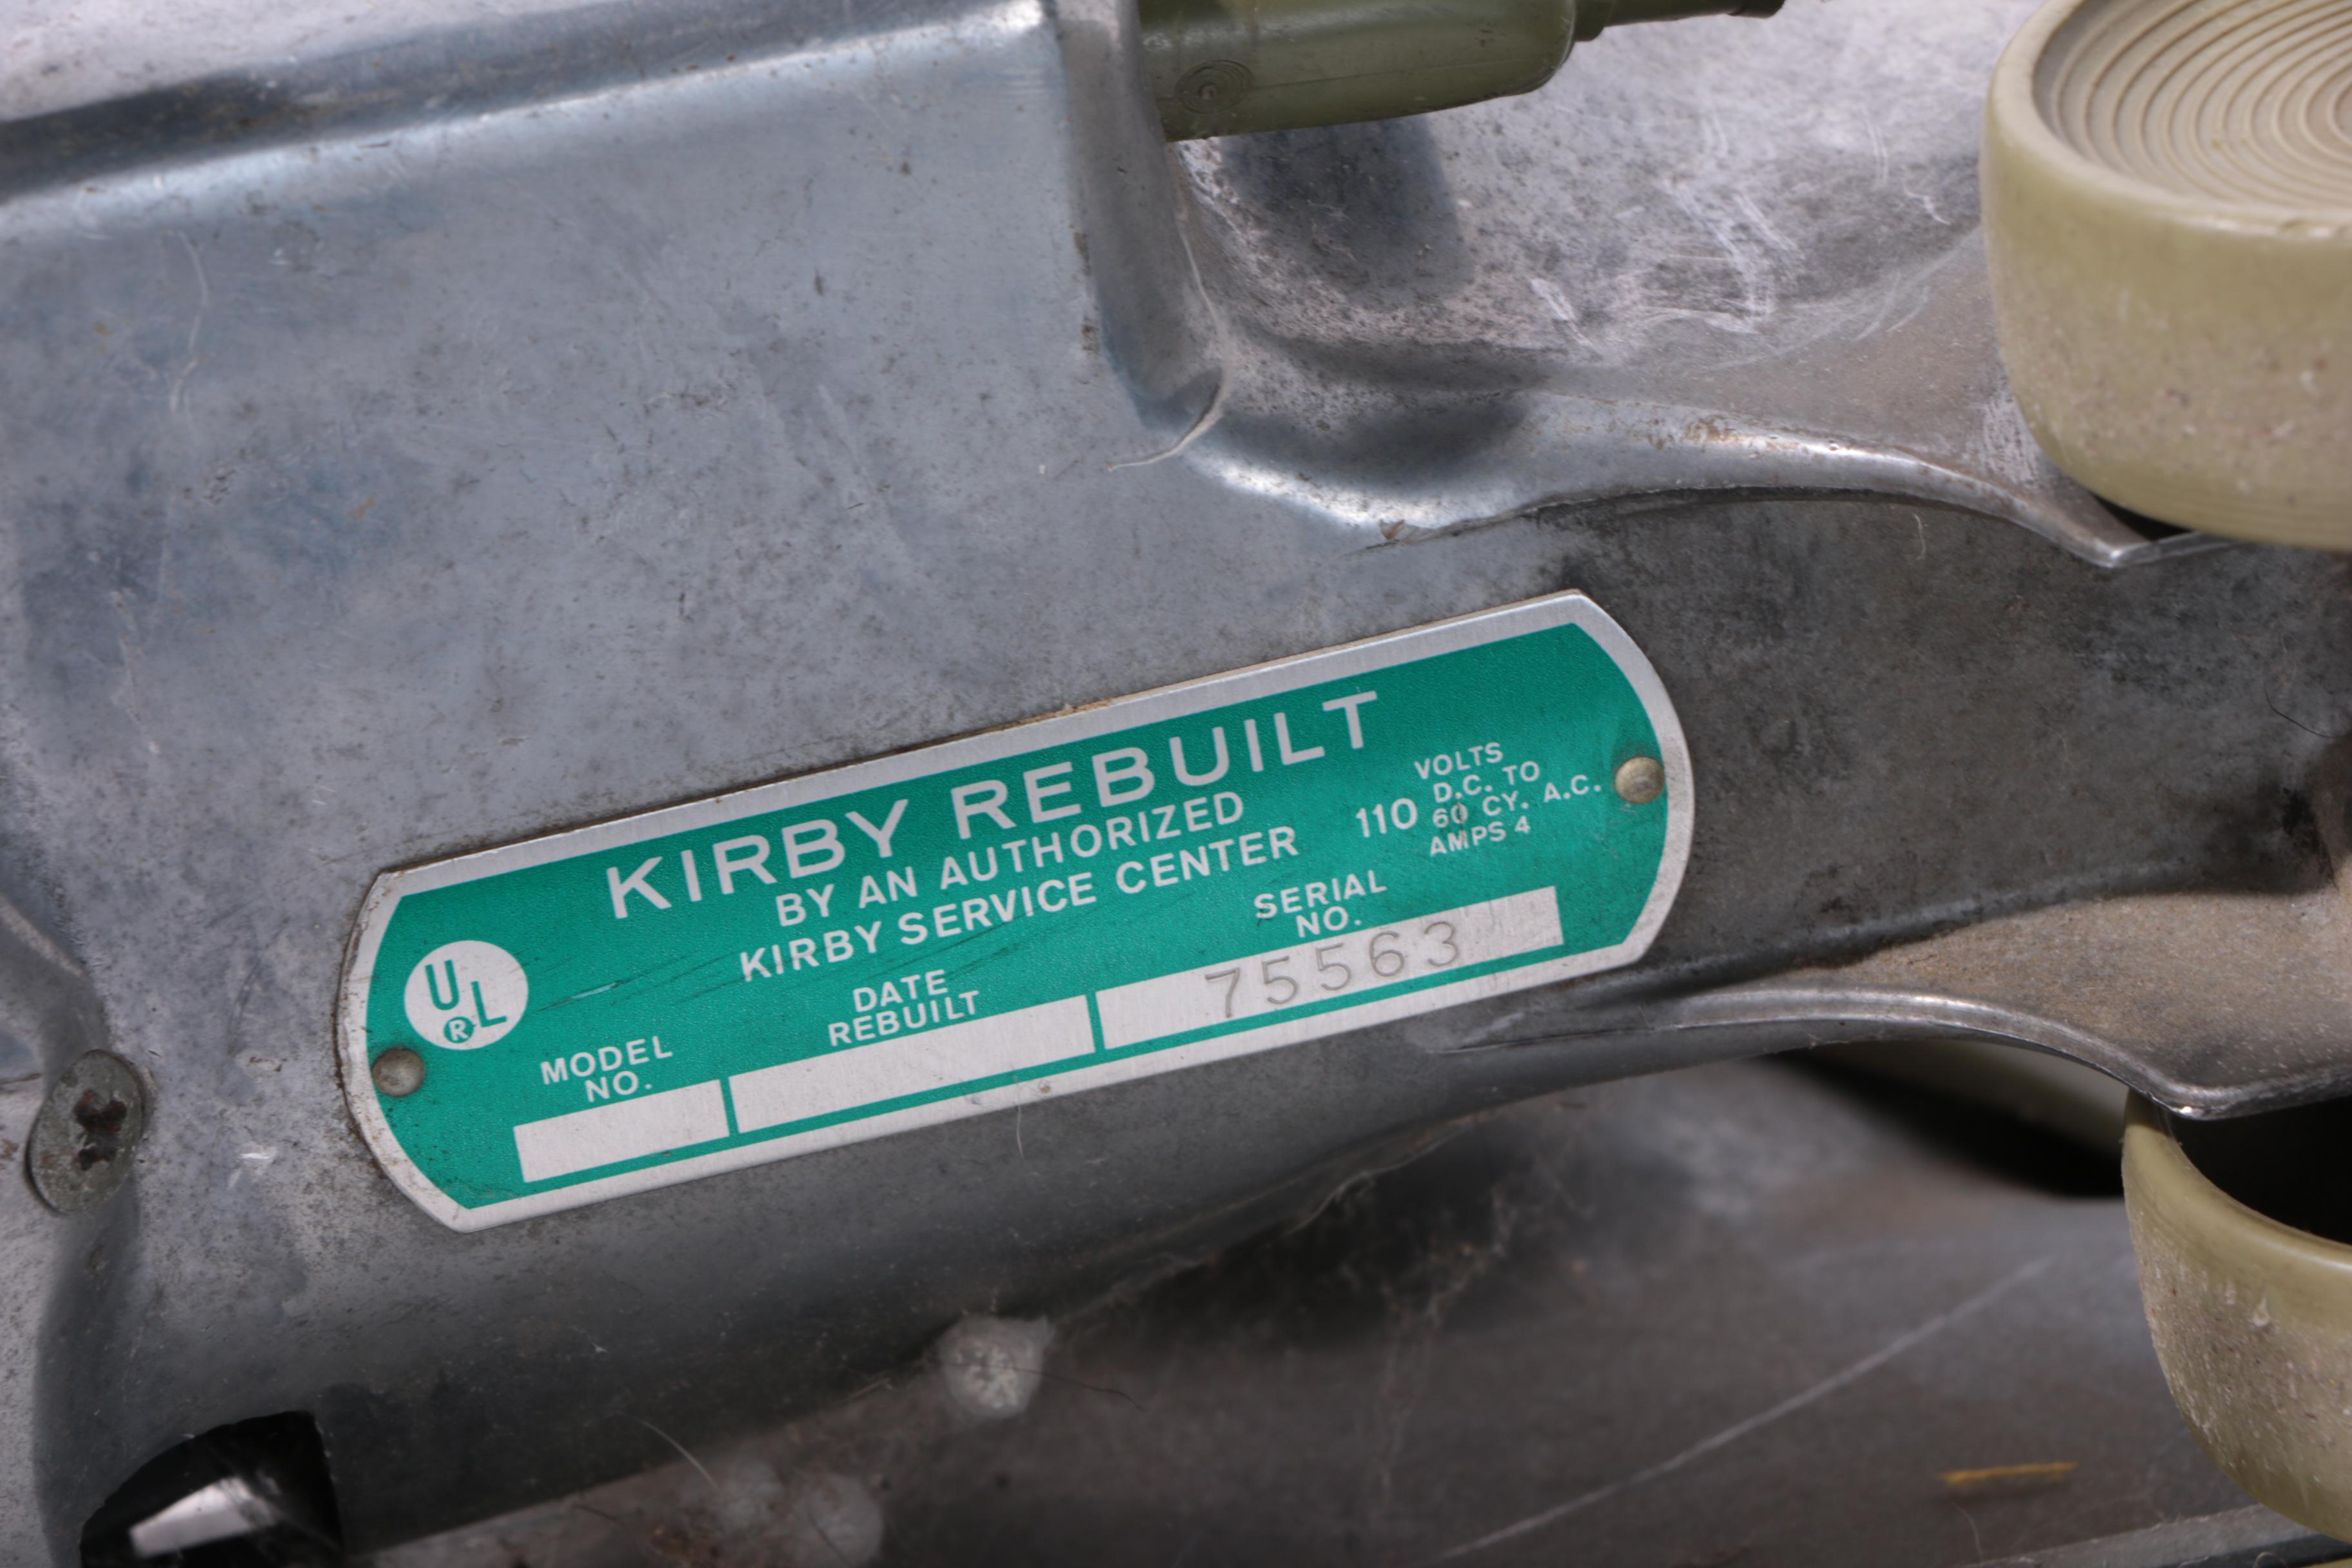 KIRBY REBUILT
BY AN AUTHORIZED
KIRBY SERVICE CENTER
110 VOLTS
D.C. TO
60 CY. A.C.
AMPS 4
UL
®
MODEL
NO.
DATE
REBUILT
SERIAL
NO.
75563